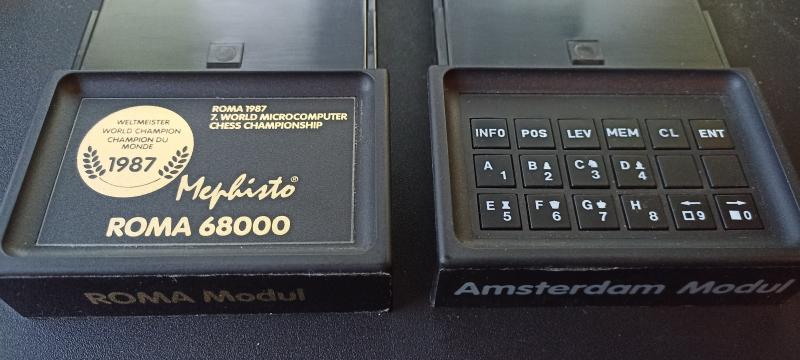 ROMA 1987
7. WORLD MICROCOMPUTER
CHESS CHAMPIONSHIP
WELTMEISTER
WORLD CHAMPION
CHAMPION DU
MONDE
1987
Mephisto®
ROMA 68000
ROMA Modul
INFO POS LEV MEM CL ENT
A 1 B 2 C 3 D 4
E 5 F 6 G 7 H 8 ← 9 → 0
Amsterdam Modul